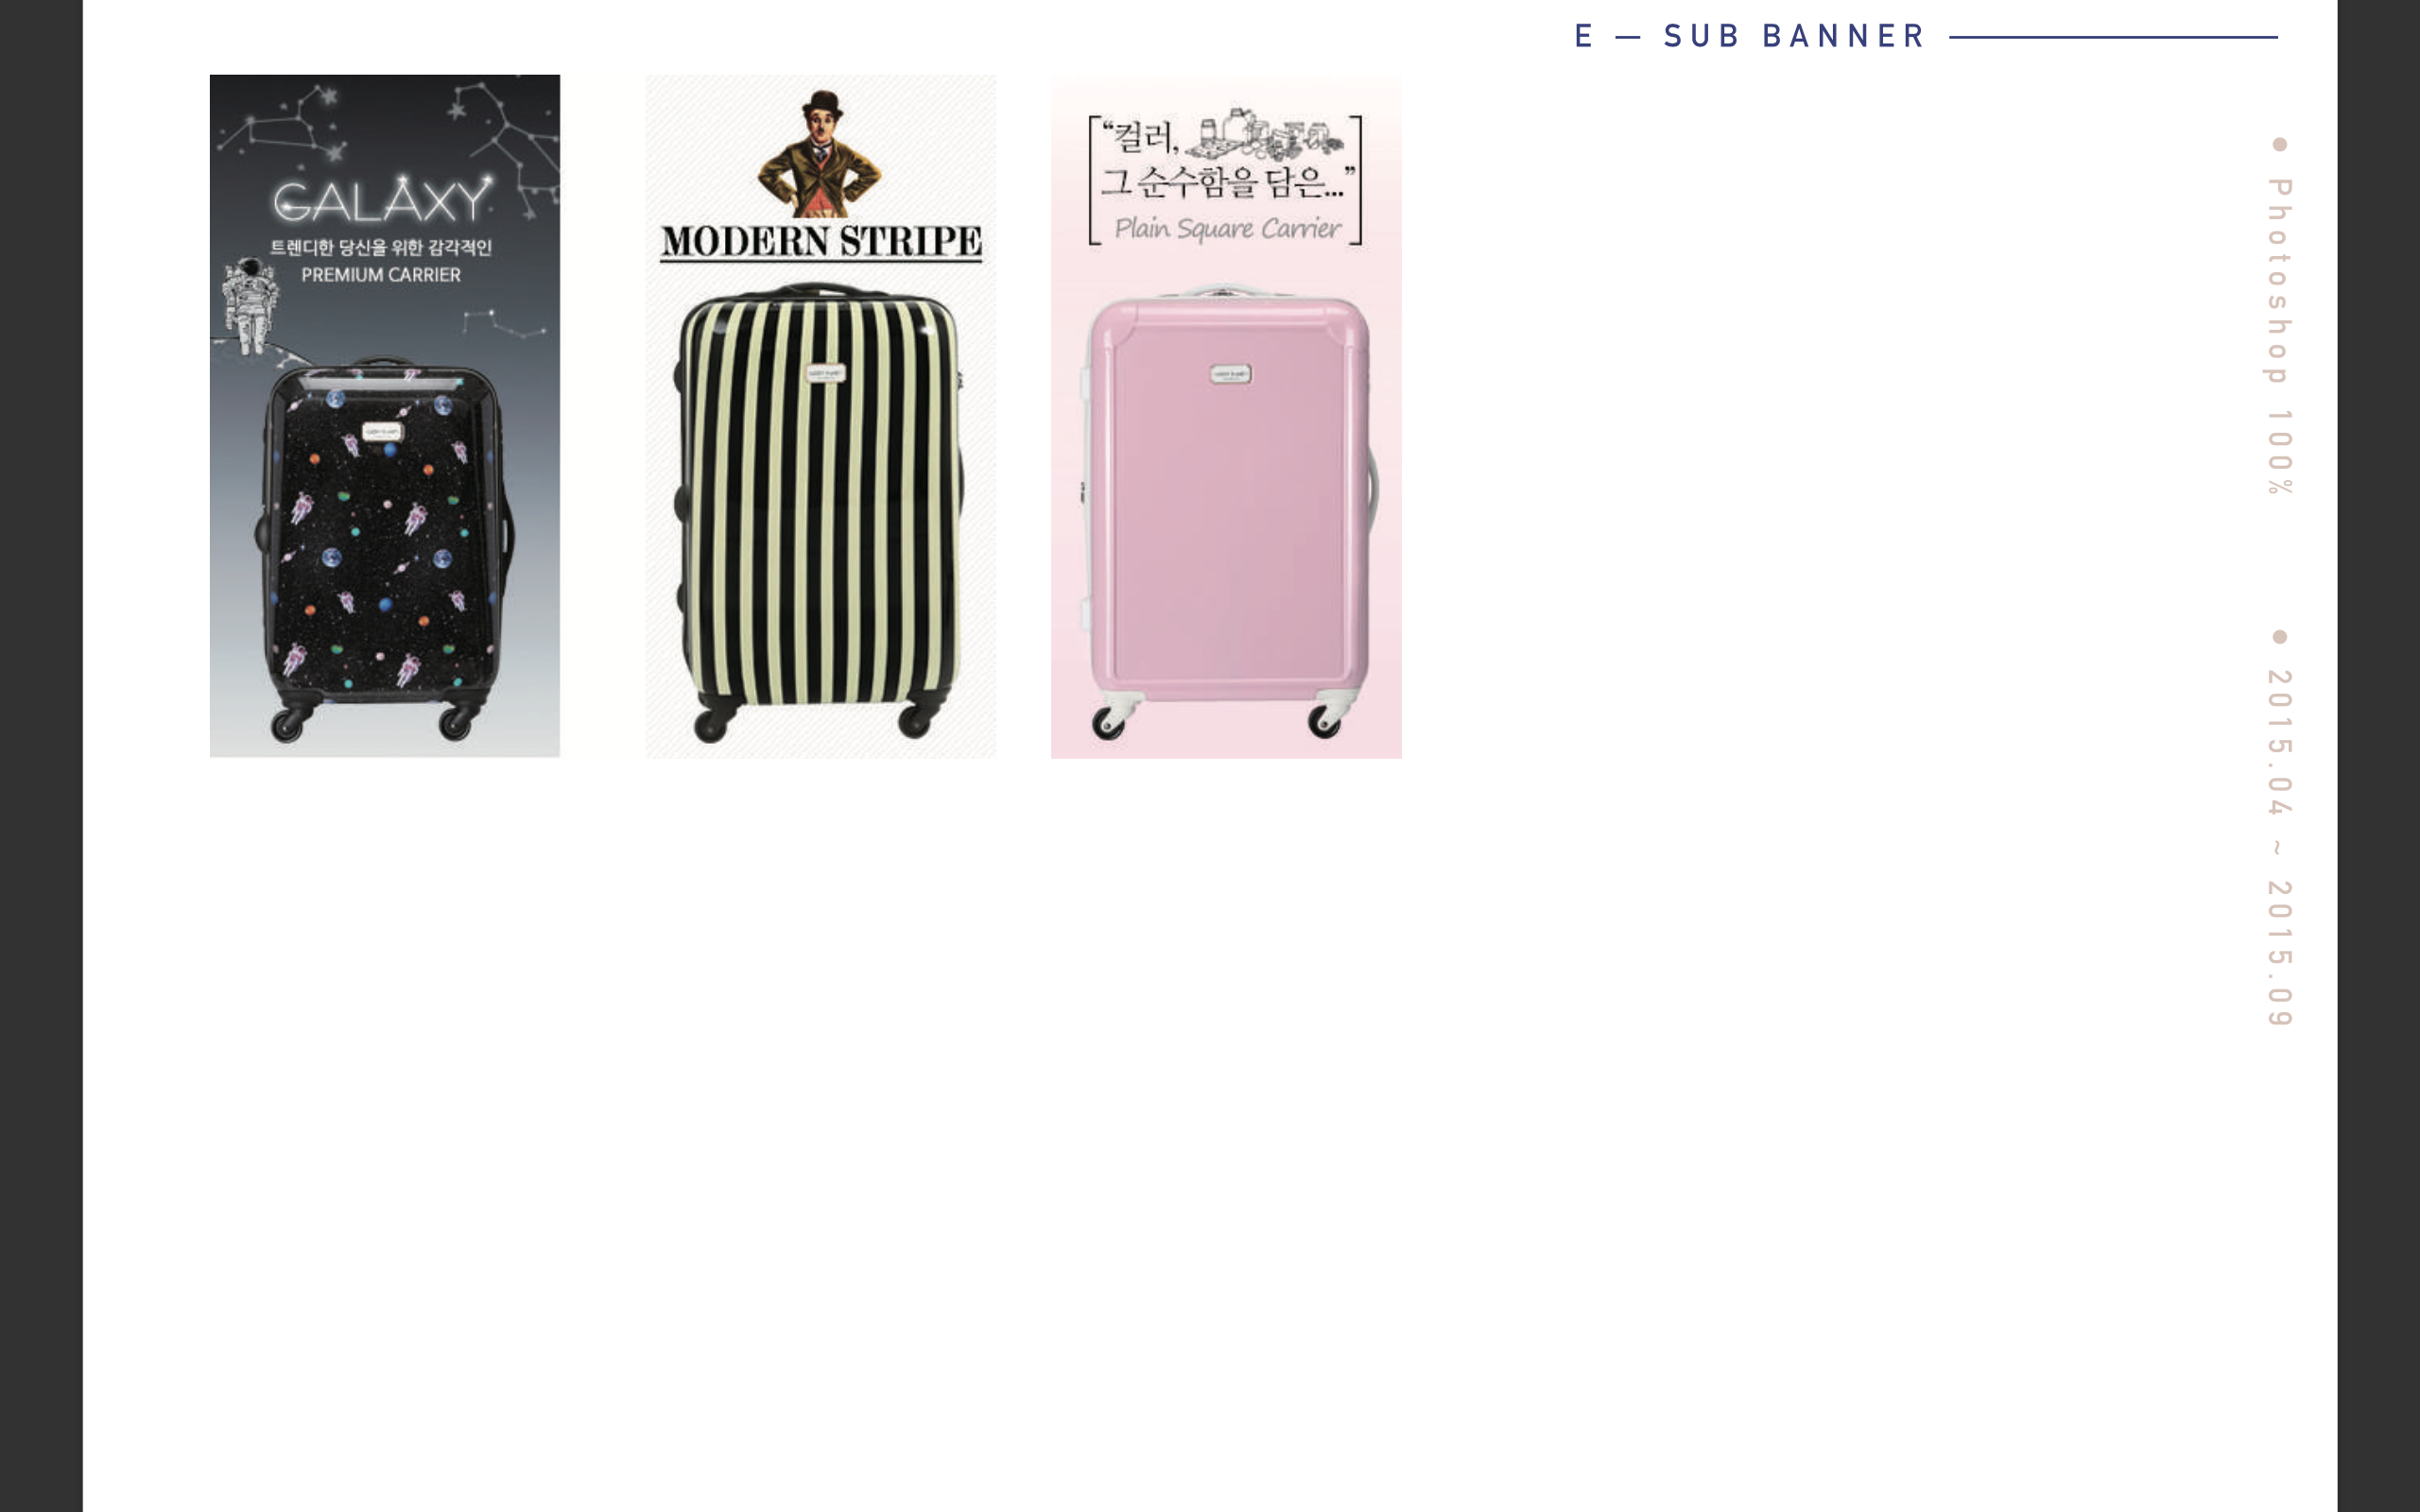 E — SUB BANNER
GALAXY
트렌디한 당신을 위한 감각적인
PREMIUM CARRIER
MODERN STRIPE
“컬러,
그 순수함을 담은...”
Plain Square Carrier
● Photoshop 100%
● 2015.04 ~ 2015.09